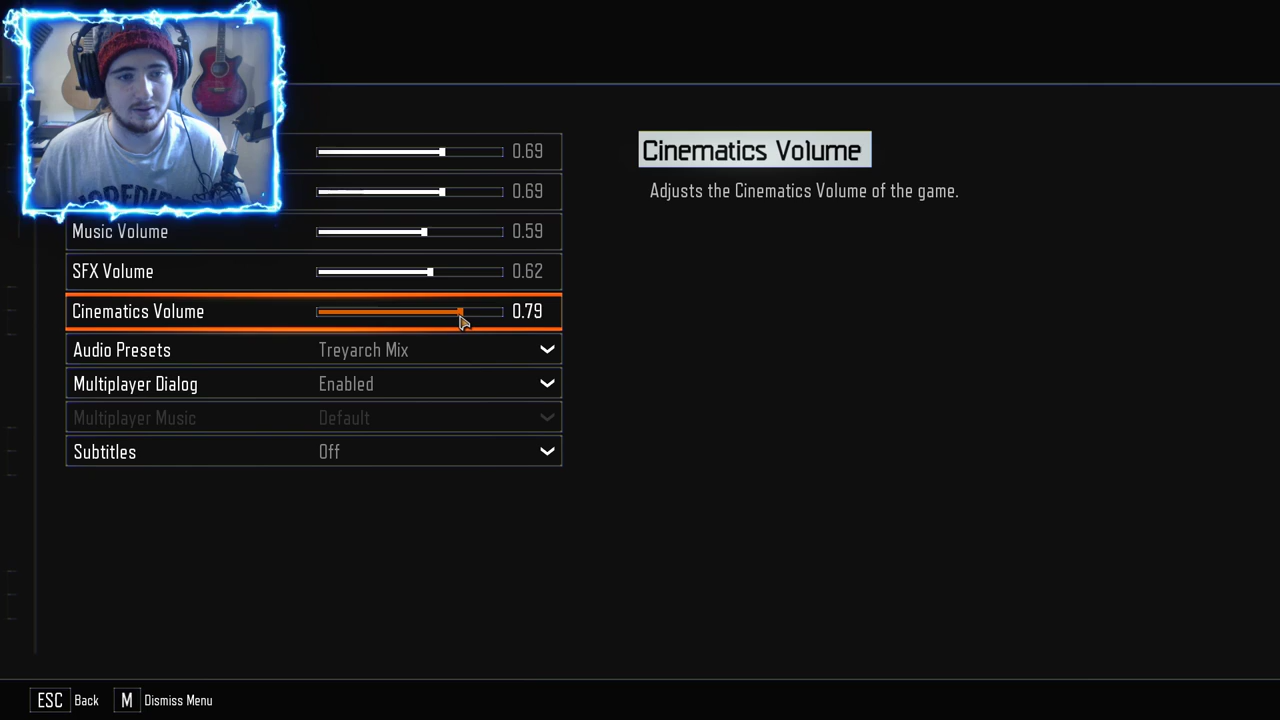 0.69
0.69
Music Volume 0.59
SFX Volume 0.62
Cinematics Volume 0.79
Audio Presets Treyarch Mix
Multiplayer Dialog Enabled
Multiplayer Music Default
Subtitles Off
Cinematics Volume
Adjusts the Cinematics Volume of the game.
ESC Back M Dismiss Menu